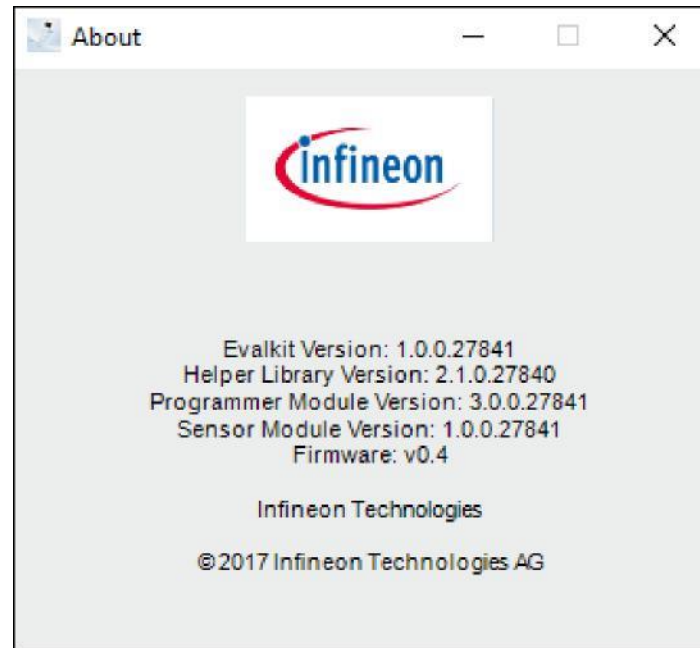 About
infineon
Evalkit Version: 1.0.0.27841
Helper Library Version: 2.1.0.27840
Programmer Module Version: 3.0.0.27841
Sensor Module Version: 1.0.0.27841
Firmware: v0.4
Infineon Technologies
©2017 Infineon Technologies AG